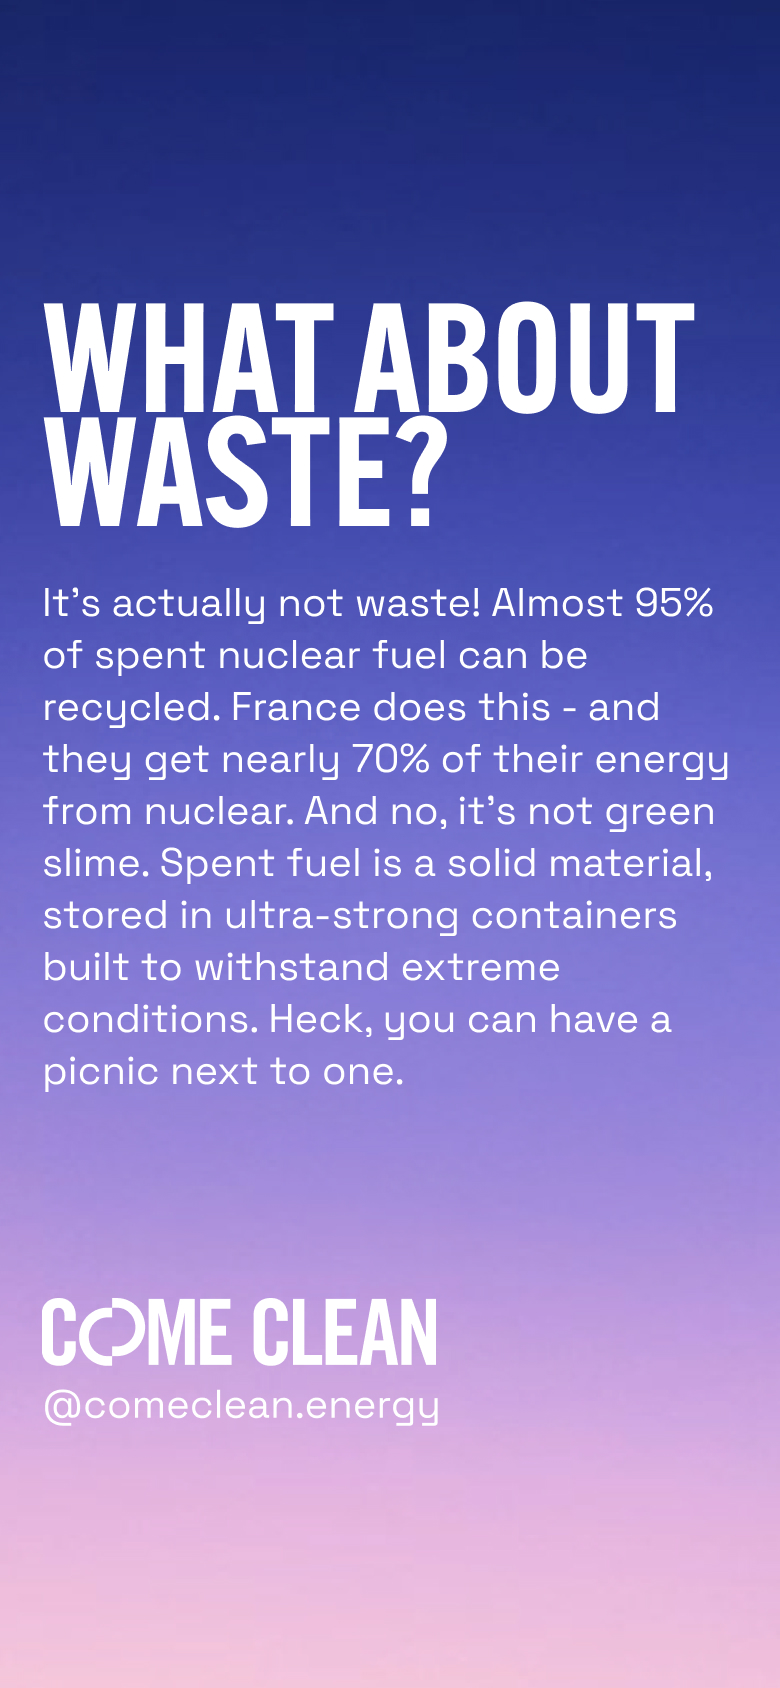 WHAT ABOUT
WASTE?
It's actually not waste! Almost 95%
of spent nuclear fuel can be
recycled. France does this - and
they get nearly 70% of their energy
from nuclear. And no, it's not green
slime. Spent fuel is a solid material,
stored in ultra-strong containers
built to withstand extreme
conditions. Heck, you can have a
picnic next to one.
COME CLEAN
@comeclean.energy